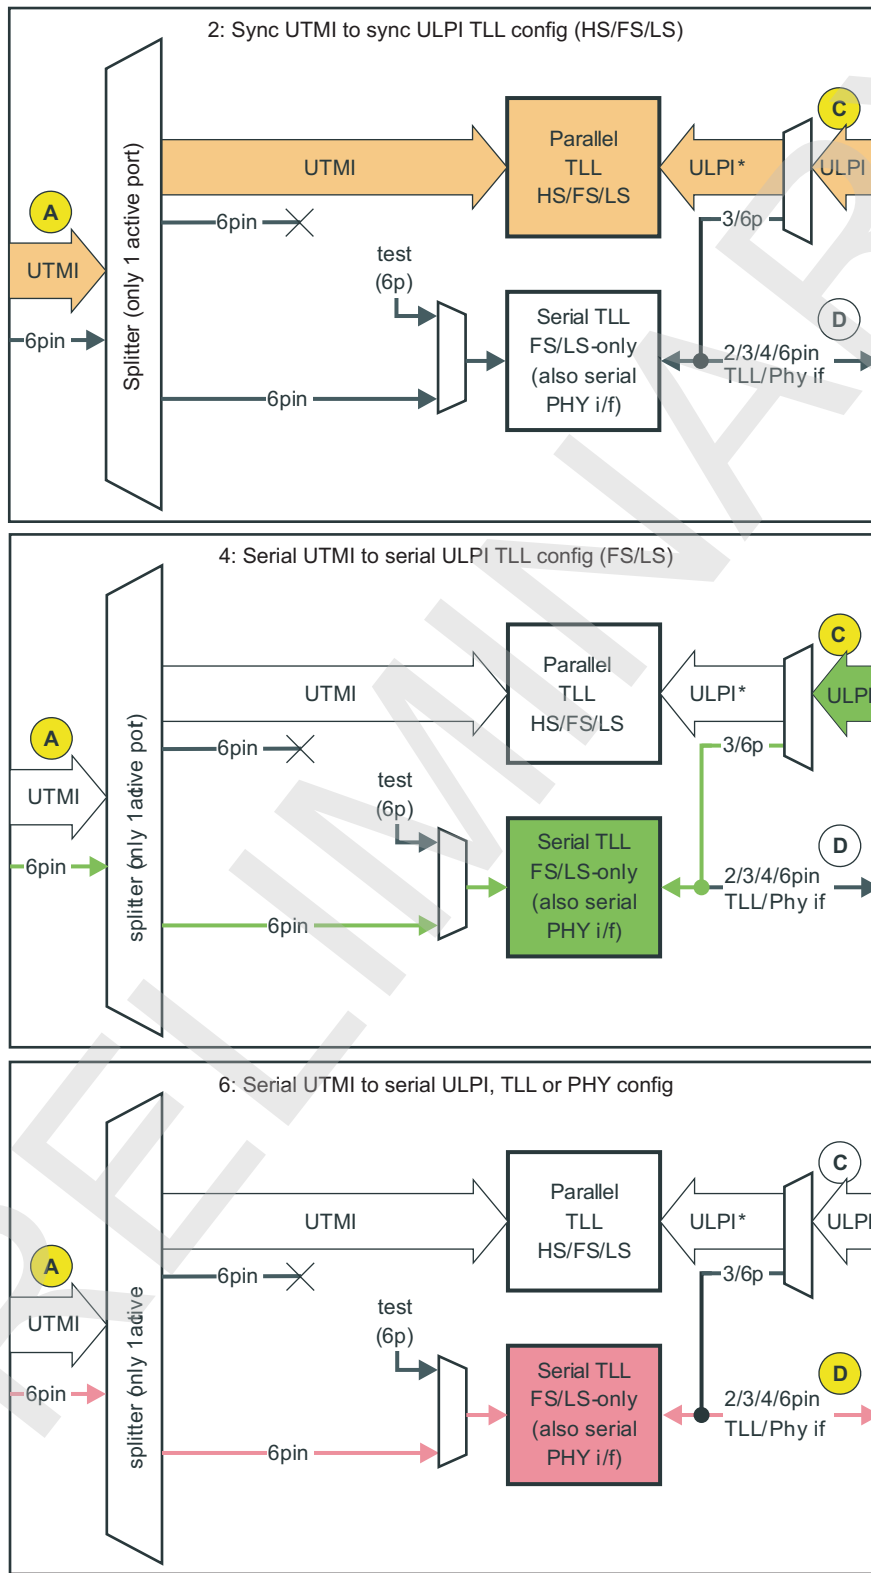 2: Sync UTMI to sync ULPI TLL config (HS/FS/LS)
C
Parallel
TLL
HS/FS/LS
UTMI
ULPI*
ULPI
A
6pin
3/6p
test
(6p)
UTMI
Splitter (only 1 active port)
D
Serial TLL
FS/LS-only
(also serial
PHY i/f)
6pin
2/3/4/6pin
TLL/Phy if
6pin
4: Serial UTMI to serial ULPI TLL config (FS/LS)
C
Parallel
TLL
HS/FS/LS
UTMI
ULPI*
ULPI
A
6pin
3/6p
test
(6p)
UTMI
splitter (only 1active pot)
D
Serial TLL
FS/LS-only
(also serial
PHY i/f)
6pin
2/3/4/6pin
TLL/Phy if
6pin
6: Serial UTMI to serial ULPI, TLL or PHY config
C
Parallel
TLL
HS/FS/LS
UTMI
ULPI*
ULPI
A
6pin
3/6p
test
(6p)
UTMI
splitter (only 1active
D
Serial TLL
FS/LS-only
(also serial
PHY i/f)
6pin
2/3/4/6pin
TLL/Phy if
6pin
RELIMINAR